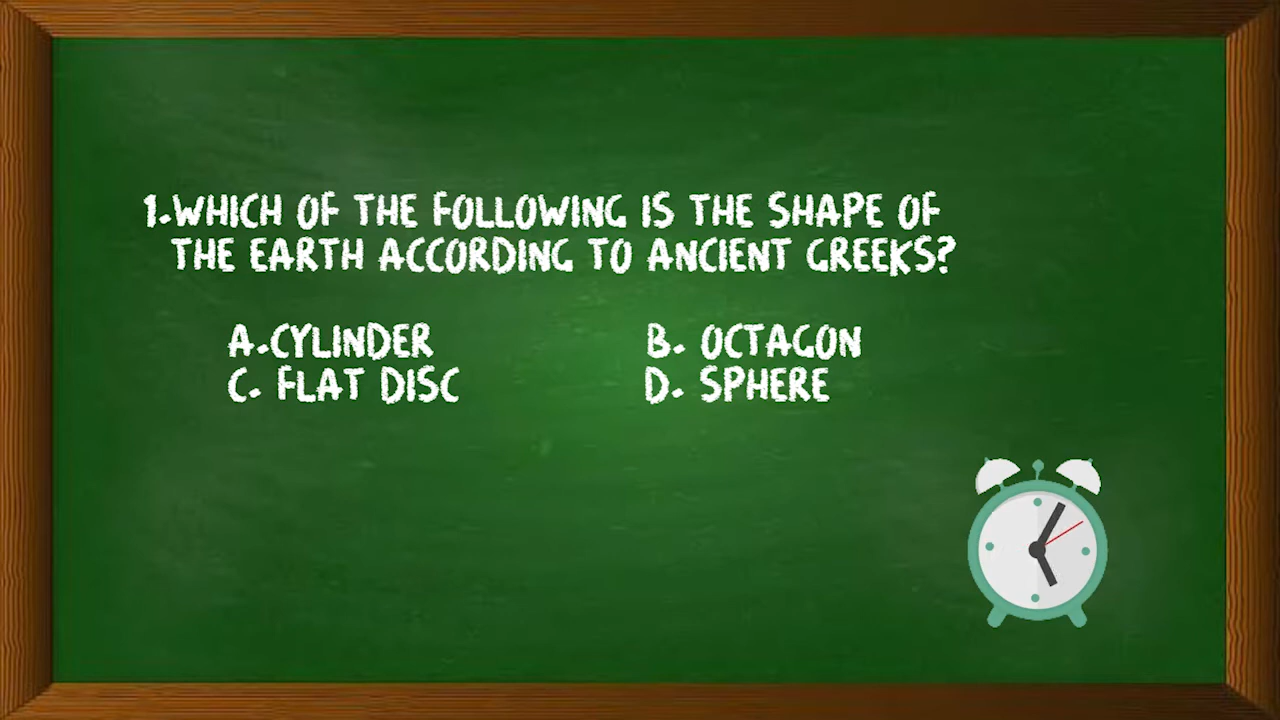 1.WHICH OF THE FOLLOWING IS THE SHAPE OF
THE EARTH ACCORDING TO ANCIENT GREEKS?
A.CYLINDER B. OCTAGON
C. FLAT DISC D. SPHERE